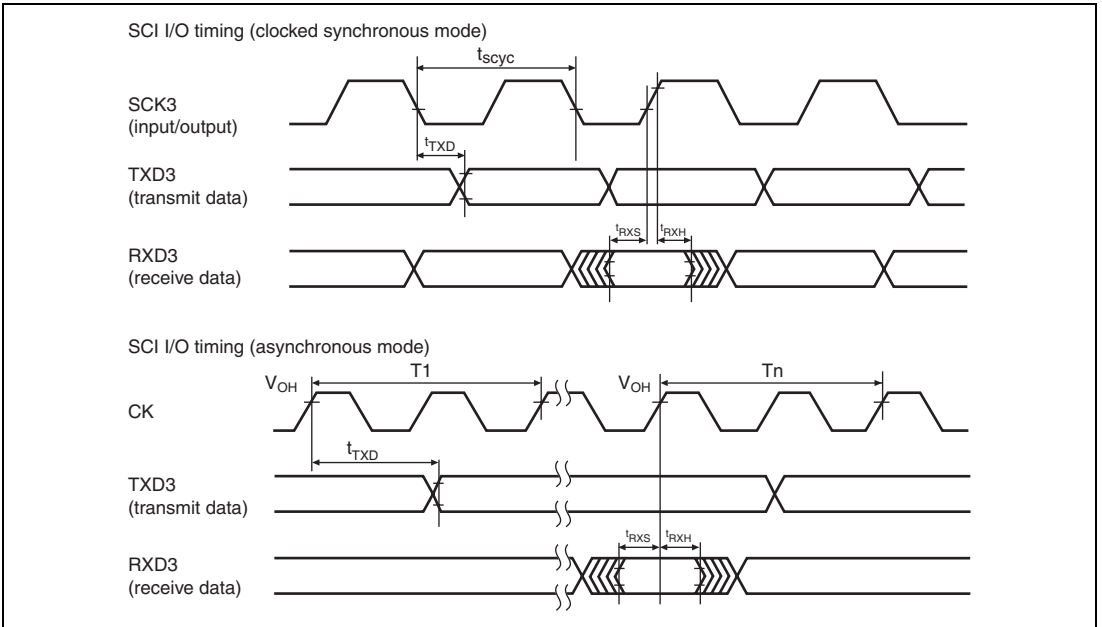 SCI I/O timing (clocked synchronous mode)
tscyc
SCK3
(input/output)
tTXD
TXD3
(transmit data)
tRXS tRXH
RXD3
(receive data)
SCI I/O timing (asynchronous mode)
VOH T1 VOH Tn
CK
tTXD
TXD3
(transmit data)
tRXS tRXH
RXD3
(receive data)